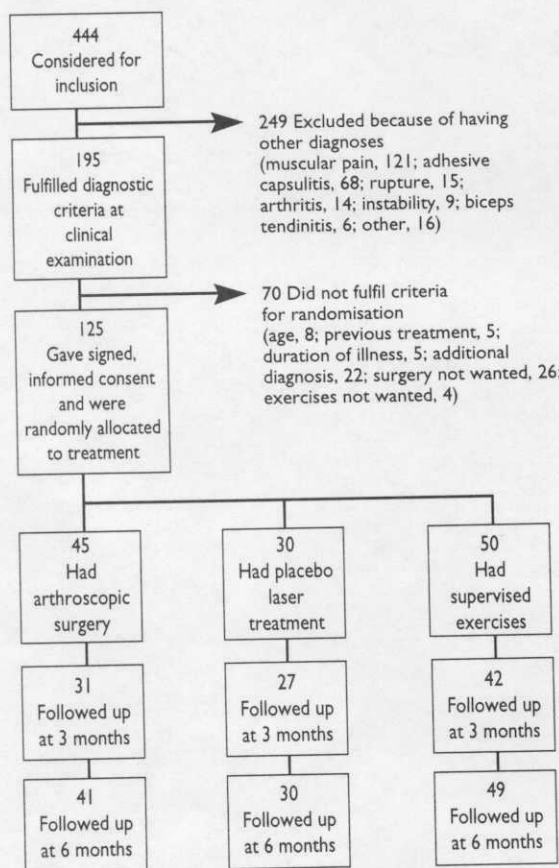 444
Considered for
inclusion
249 Excluded because of having
other diagnoses
(muscular pain, 121; adhesive
capsulitis, 68; rupture, 15;
arthritis, 14; instability, 9; biceps
tendinitis, 6; other, 16)
195
Fulfilled diagnostic
criteria at
clinical
examination
70 Did not fulfil criteria
for randomisation
(age, 8; previous treatment, 5;
duration of illness, 5; additional
diagnosis, 22; surgery not wanted, 26;
exercises not wanted, 4)
125
Gave signed,
informed consent
and were
randomly allocated
to treatment
45
Had
arthroscopic
surgery
30
Had placebo
laser
treatment
50
Had
supervised
exercises
31
Followed up
at 3 months
27
Followed up
at 3 months
42
Followed up
at 3 months
41
Followed up
at 6 months
30
Followed up
at 6 months
49
Followed up
at 6 months